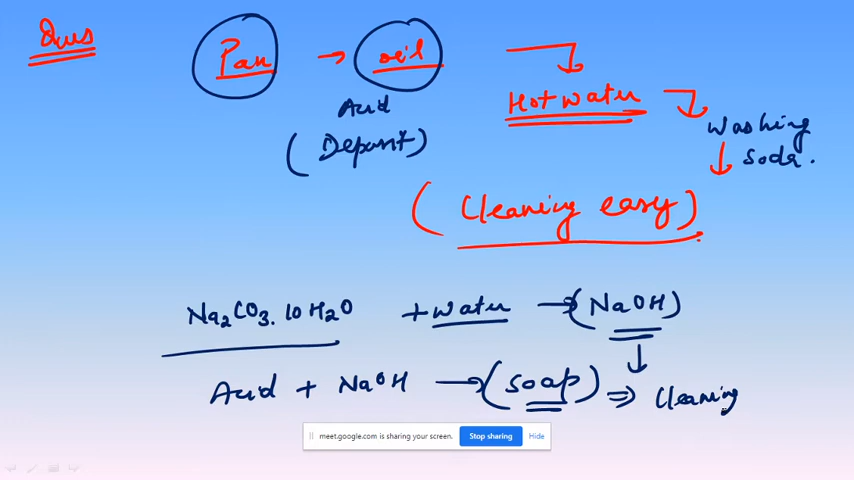 Ques
Pan → oil
Hot water
Acid
(Deposit)
Washing
Soda.
(Cleaning easy)
Na2CO3.10H2O + water → (NaOH)
Acid + NaOH → (soap) ⇒ Cleaning
meet.google.com is sharing your screen. Stop sharing Hide